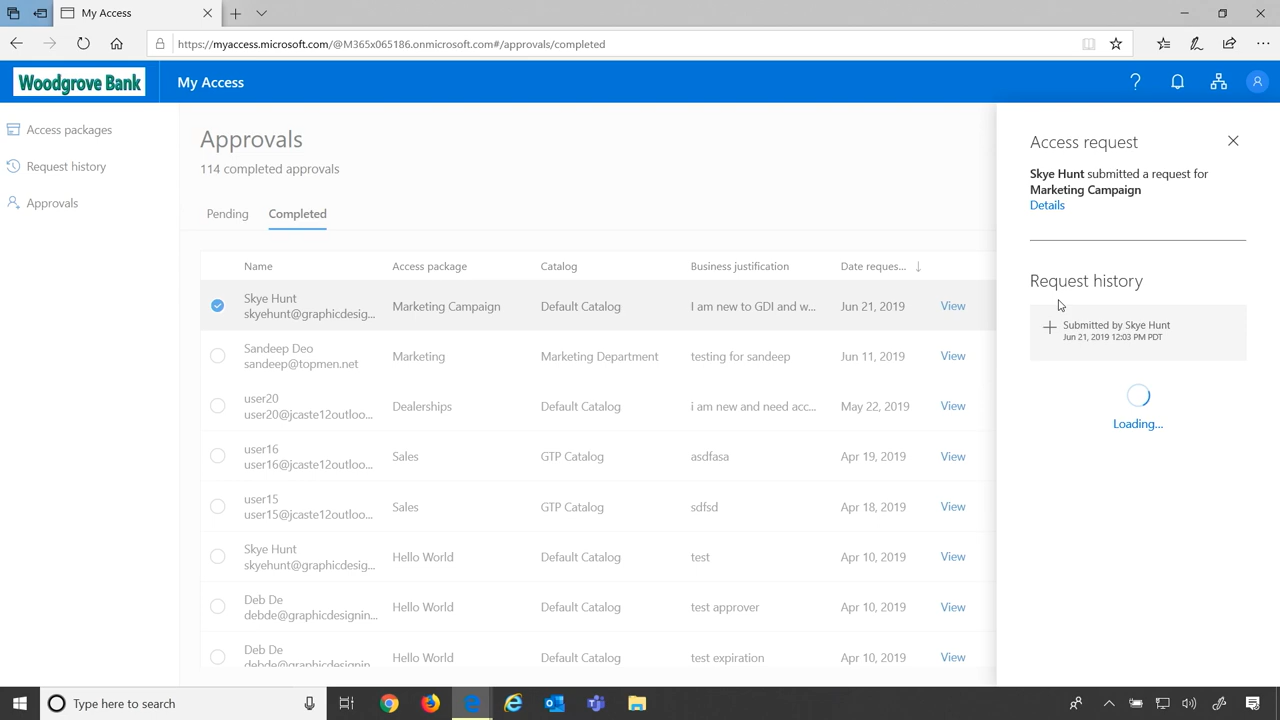 My Access
https://myaccess.microsoft.com/@M365x065186.onmicrosoft.com#/approvals/completed
Woodgrove Bank
My Access
Access packages
Request history
Approvals
Approvals
114 completed approvals
Pending Completed
Name Access package Catalog Business justification Date reques...
Skye Hunt
skyehunt@graphicdesig... Marketing Campaign Default Catalog I am new to GDI and w... Jun 21, 2019 View
Sandeep Deo
sandeep@topmen.net Marketing Marketing Department testing for sandeep Jun 11, 2019 View
user20
user20@jcaste12outloo... Dealerships Default Catalog i am new and need acc... May 22, 2019 View
user16
user16@jcaste12outloo... Sales GTP Catalog asdfasa Apr 19, 2019 View
user15
user15@jcaste12outloo... Sales GTP Catalog sdfsd Apr 18, 2019 View
Skye Hunt
skyehunt@graphicdesig... Hello World Default Catalog test Apr 10, 2019 View
Deb De
debde@graphicdesignin... Hello World Default Catalog test approver Apr 10, 2019 View
Deb De
debde@graphicdesignin... Hello World Default Catalog test expiration Apr 10, 2019 View
Access request
Skye Hunt submitted a request for
Marketing Campaign
Details
Request history
Submitted by Skye Hunt
Jun 21, 2019 12:03 PM PDT
Loading...
Type here to search